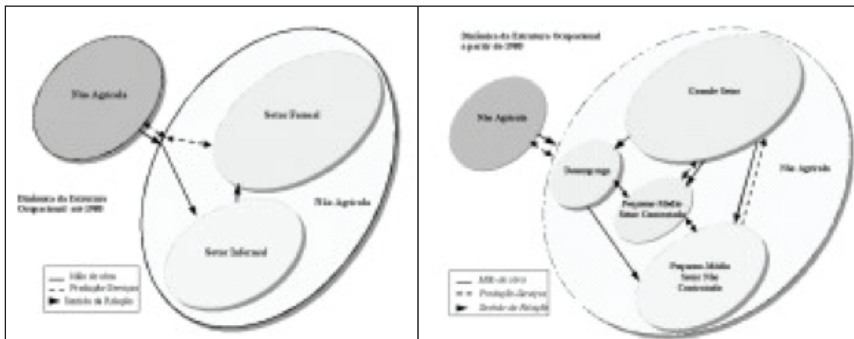 Não Agrícola
Setor Formal
Dinâmica da Estrutura
Ocupacional até 1980
Não Agrícola
Setor Informal
Mão de obra
Produção-Serviços
Sentido da Relação
Dinâmica da Estrutura Ocupacional
a partir de 1980
Grande Setor
Não Agrícola
Desemprego
Não Agrícola
Pequeno-Médio
Setor Contratado
Pequeno-Médio
Setor Não
Contratado
Mão de obra
Produção-Serviços
Sentido da Relação